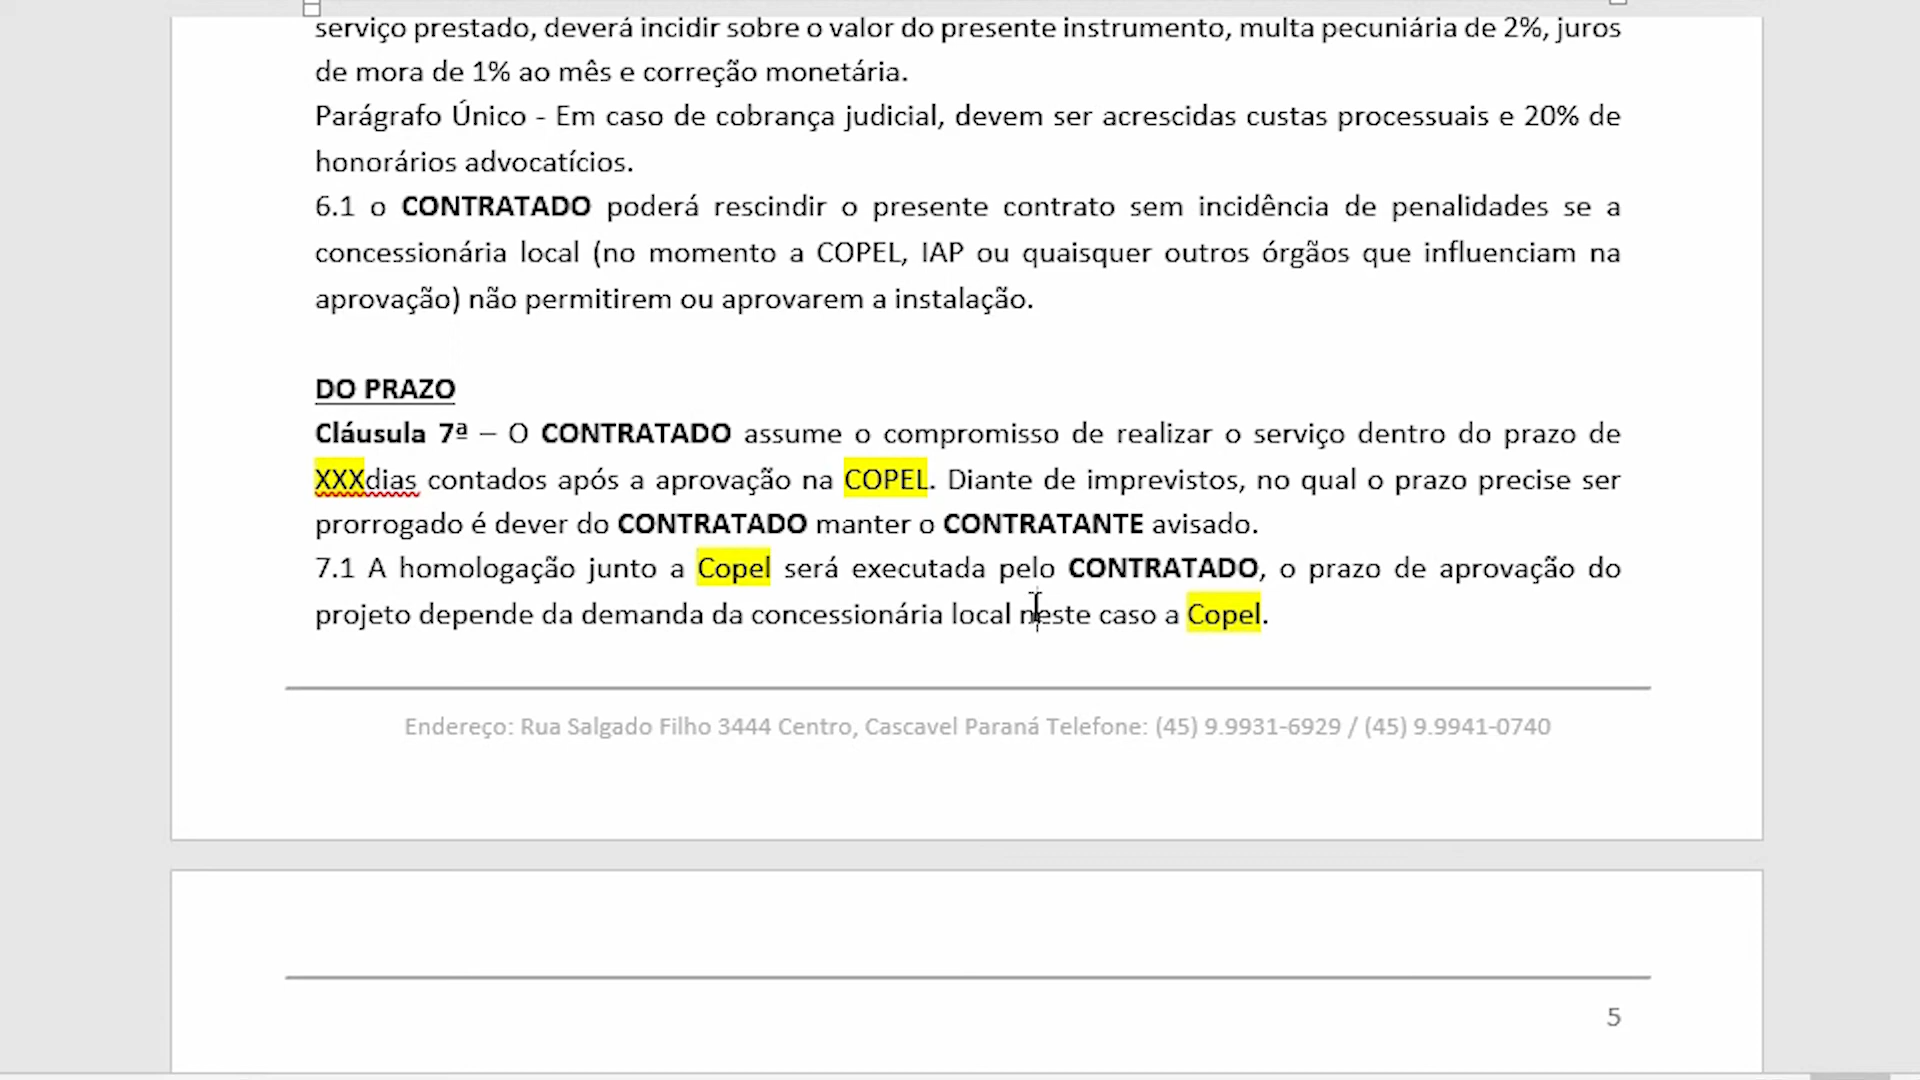 serviço prestado, deverá incidir sobre o valor do presente instrumento, multa pecuniária de 2%, juros
de mora de 1% ao mês e correção monetária.
Parágrafo Único - Em caso de cobrança judicial, devem ser acrescidas custas processuais e 20% de
honorários advocatícios.
6.1 o CONTRATADO poderá rescindir o presente contrato sem incidência de penalidades se a
concessionária local (no momento a COPEL, IAP ou quaisquer outros órgãos que influenciam na
aprovação) não permitirem ou aprovarem a instalação.
DO PRAZO
Cláusula 7ª – O CONTRATADO assume o compromisso de realizar o serviço dentro do prazo de
XXXdias contados após a aprovação na COPEL. Diante de imprevistos, no qual o prazo precise ser
prorrogado é dever do CONTRATADO manter o CONTRATANTE avisado.
7.1 A homologação junto a Copel será executada pelo CONTRATADO, o prazo de aprovação do
projeto depende da demanda da concessionária local neste caso a Copel.
Endereço: Rua Salgado Filho 3444 Centro, Cascavel Paraná Telefone: (45) 9.9931-6929 / (45) 9.9941-0740
5